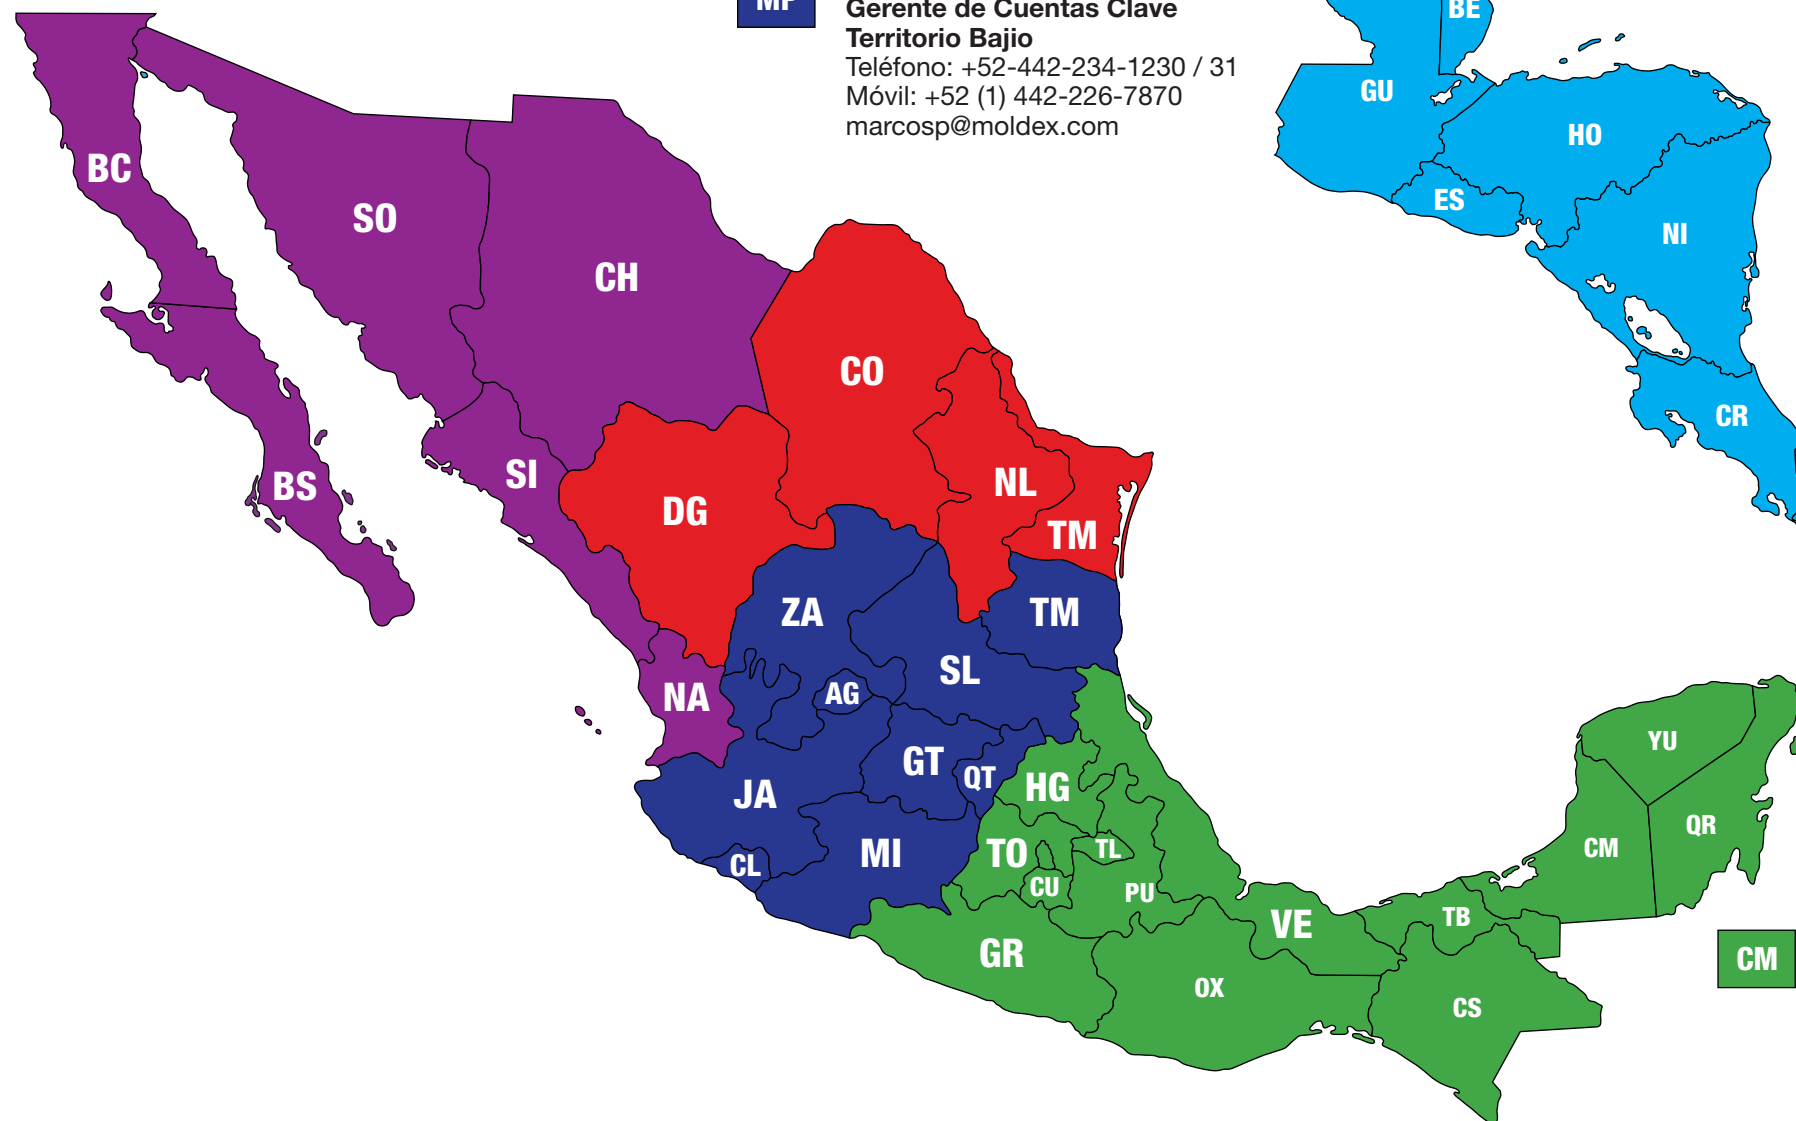 MP
Gerente de Cuentas Clave
Territorio Bajio
Teléfono: +52-442-234-1230 / 31
Móvil: +52 (1) 442-226-7870
marcosp@moldex.com
BE
GU
HO
ES
NI
CR
BC
SO
CH
CO
BS
SI
DG
NL
TM
ZA
TM
SL
AG
NA
GT
QT
JA
HG
MI
CL
TO
TL
CU
PU
GR
VE
OX
YU
QR
CM
TB
CS
CM